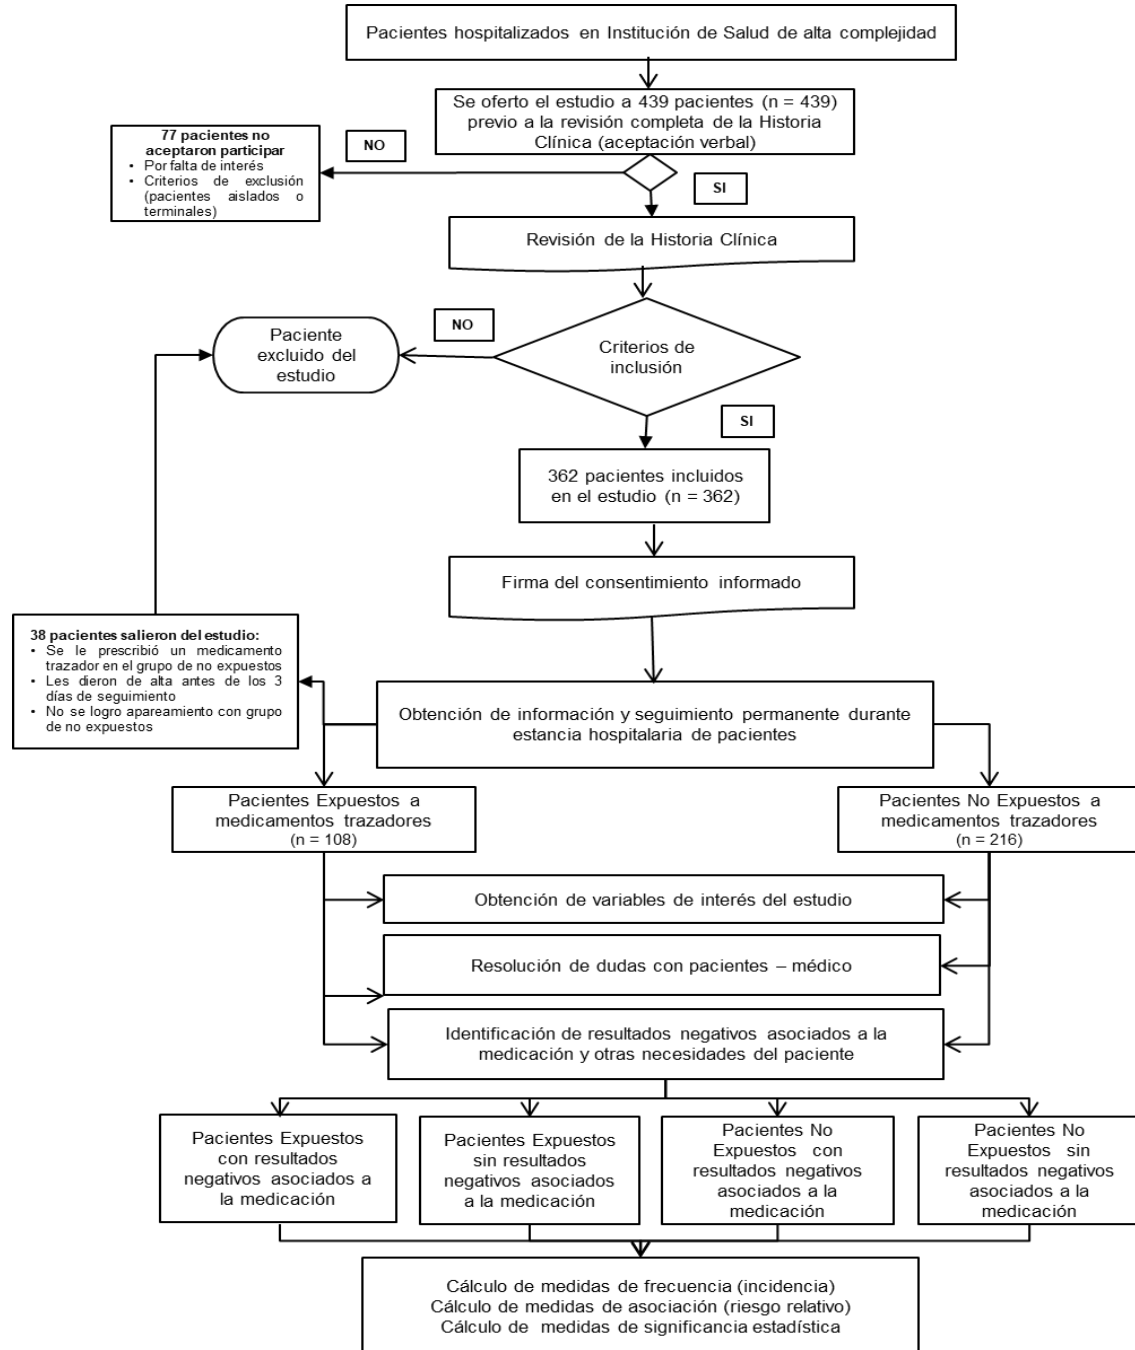 Pacientes hospitalizados en Institución de Salud de alta complejidad
Se oferto el estudio a 439 pacientes (n = 439)
previo a la revisión completa de la Historia
Clínica (aceptación verbal)
77 pacientes no
aceptaron participar
• Por falta de interés
• Criterios de exclusión
(pacientes aislados o
terminales)
NO
SI
Revisión de la Historia Clínica
Paciente
excluido del
estudio
NO
Criterios de
inclusión
SI
362 pacientes incluidos
en el estudio (n = 362)
Firma del consentimiento informado
38 pacientes salieron del estudio:
• Se le prescribió un medicamento
trazador en el grupo de no expuestos
• Les dieron de alta antes de los 3
días de seguimiento
• No se logro apareamiento con grupo
de no expuestos
Obtención de información y seguimiento permanente durante
estancia hospitalaria de pacientes
Pacientes Expuestos a
medicamentos trazadores
(n = 108)
Pacientes No Expuestos a
medicamentos trazadores
(n = 216)
Obtención de variables de interés del estudio
Resolución de dudas con pacientes – médico
Identificación de resultados negativos asociados a la
medicación y otras necesidades del paciente
Pacientes Expuestos
con resultados
negativos asociados a
la medicación
Pacientes Expuestos
sin resultados
negativos asociados
a la medicación
Pacientes No
Expuestos con
resultados negativos
asociados a la
medicación
Pacientes No
Expuestos sin
resultados negativos
asociados a la
medicación
Cálculo de medidas de frecuencia (incidencia)
Cálculo de medidas de asociación (riesgo relativo)
Cálculo de medidas de significancia estadística